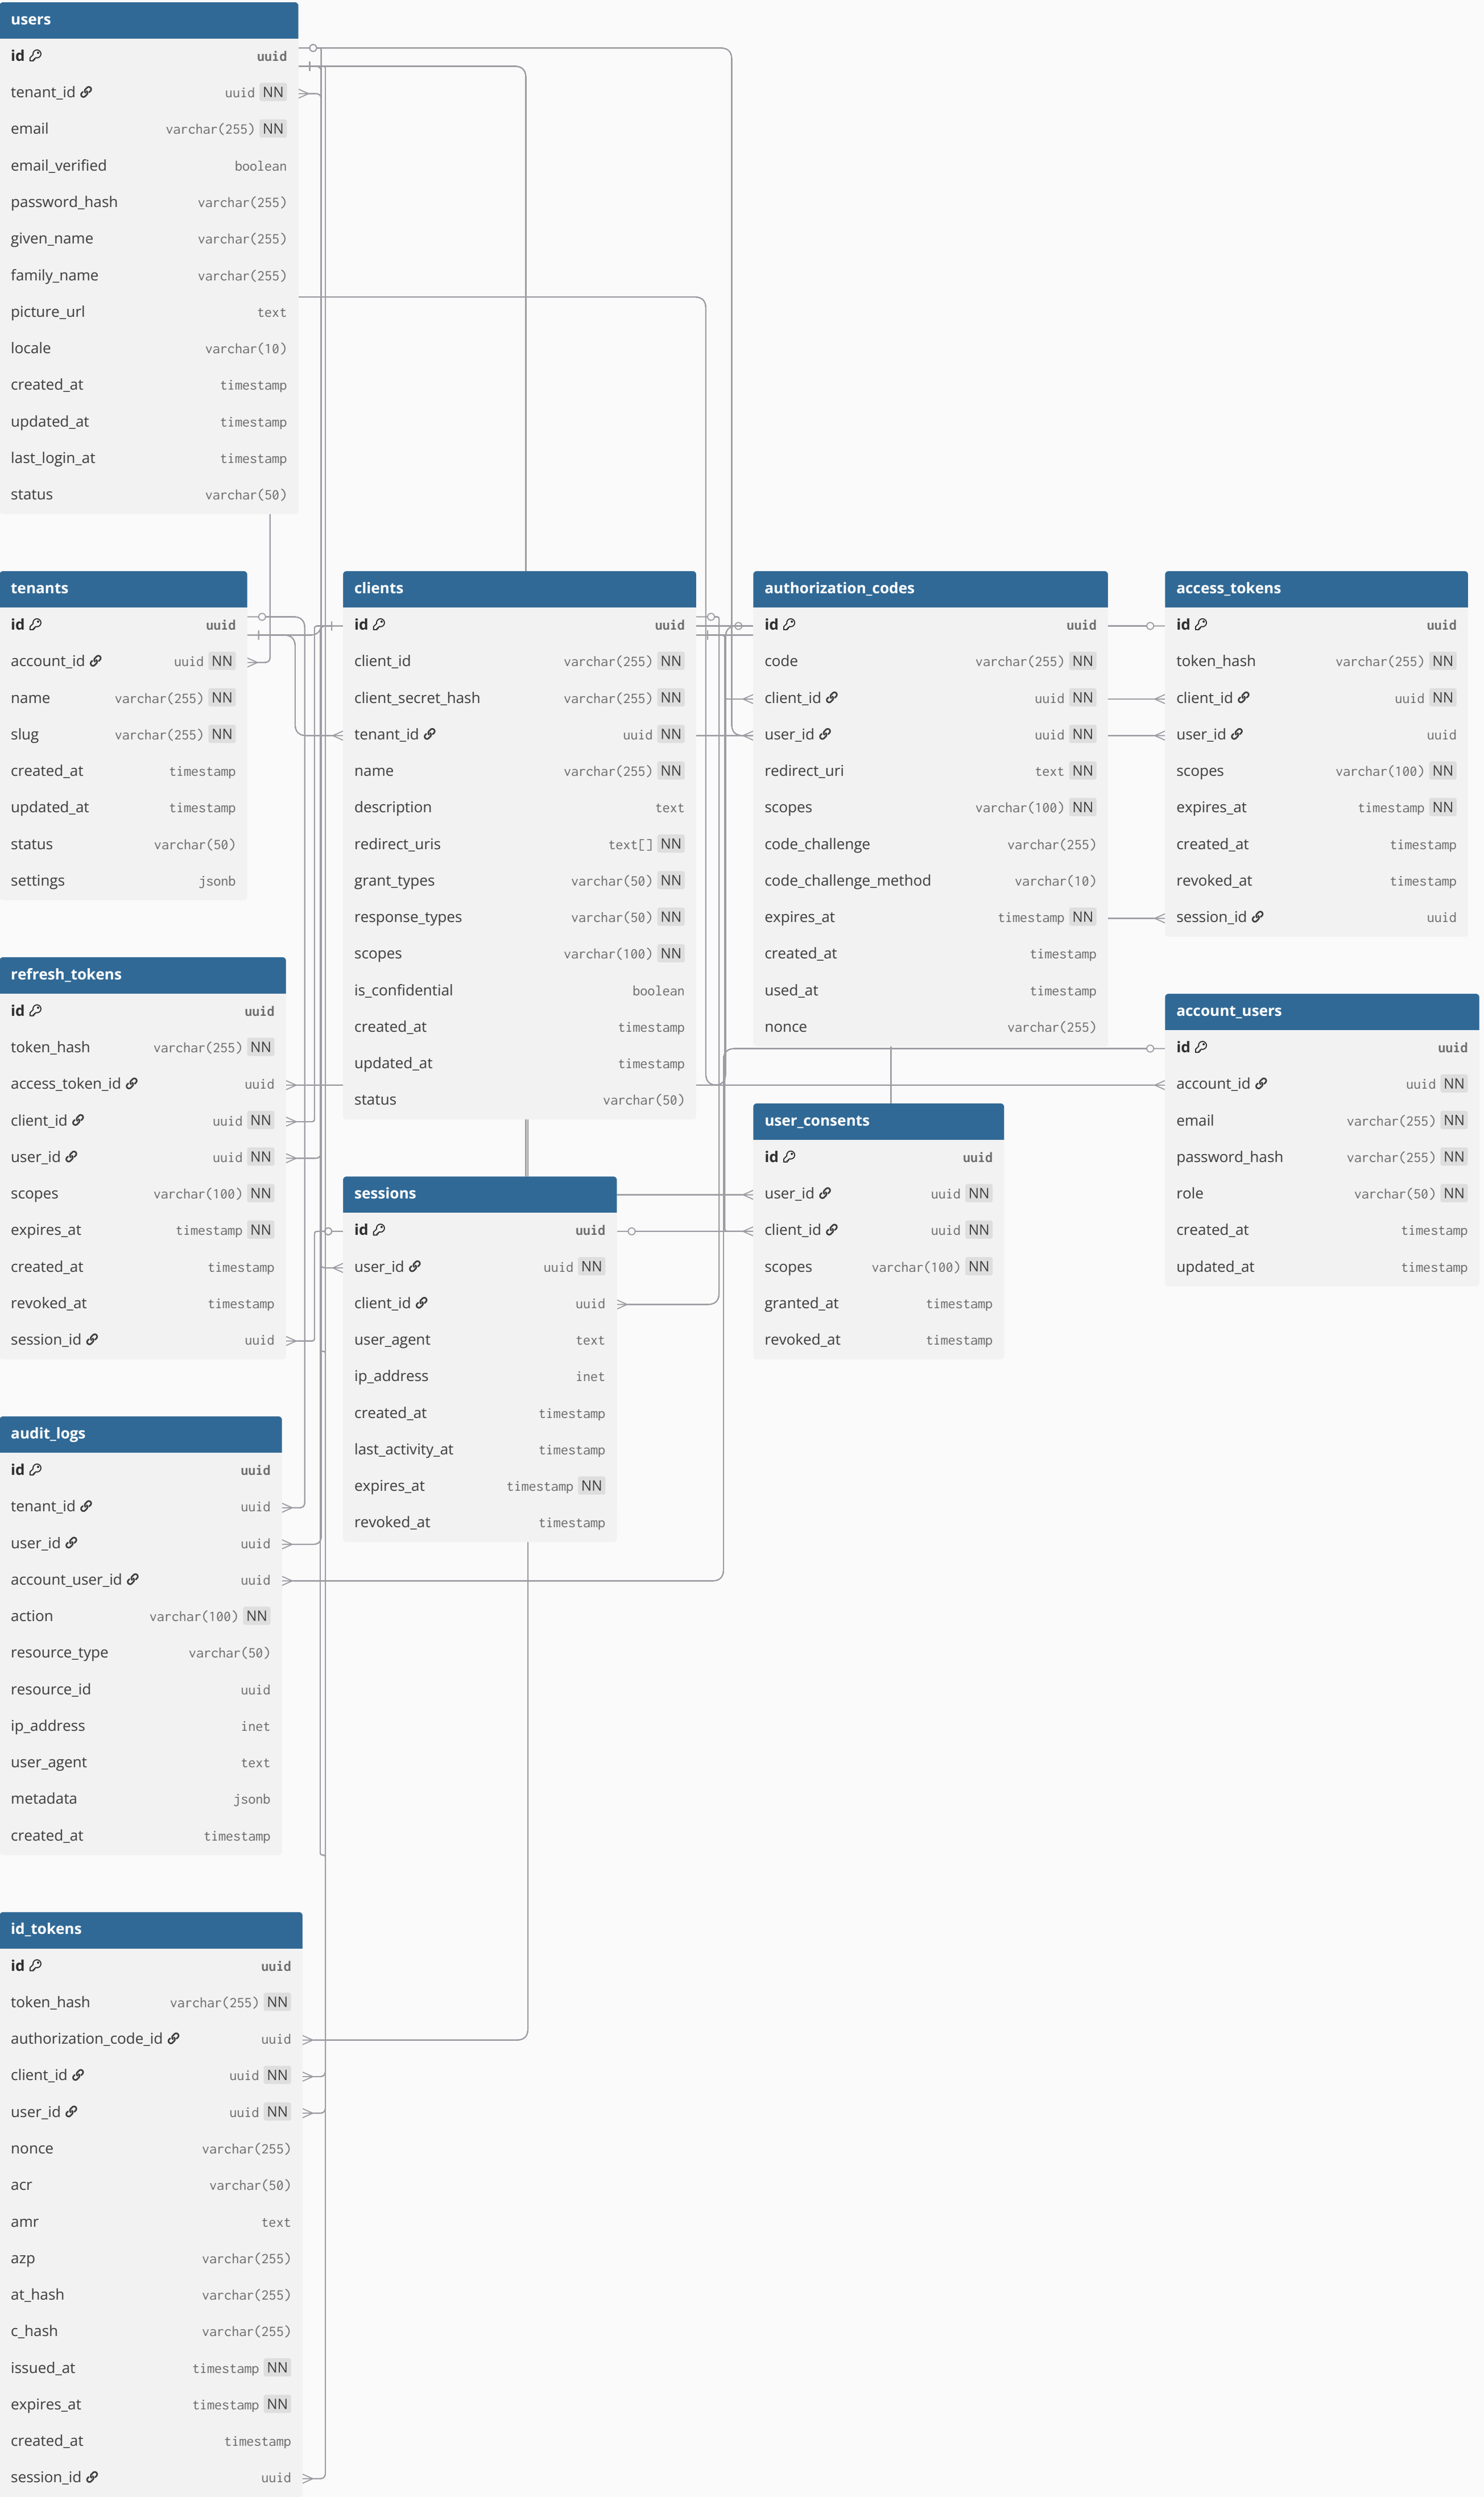 users
id uuid
tenant_id uuid NN
email varchar(255) NN
email_verified boolean
password_hash varchar(255)
given_name varchar(255)
family_name varchar(255)
picture_url text
locale varchar(10)
created_at timestamp
updated_at timestamp
last_login_at timestamp
status varchar(50)
tenants
id uuid
account_id uuid NN
name varchar(255) NN
slug varchar(255) NN
created_at timestamp
updated_at timestamp
status varchar(50)
settings jsonb
clients
id uuid
client_id varchar(255) NN
client_secret_hash varchar(255) NN
tenant_id uuid NN
name varchar(255) NN
description text
redirect_uris text[] NN
grant_types varchar(50) NN
response_types varchar(50) NN
scopes varchar(100) NN
is_confidential boolean
created_at timestamp
updated_at timestamp
status varchar(50)
authorization_codes
id uuid
code varchar(255) NN
client_id uuid NN
user_id uuid NN
redirect_uri text NN
scopes varchar(100) NN
code_challenge varchar(255)
code_challenge_method varchar(10)
expires_at timestamp NN
created_at timestamp
used_at timestamp
nonce varchar(255)
access_tokens
id uuid
token_hash varchar(255) NN
client_id uuid NN
user_id uuid
scopes varchar(100) NN
expires_at timestamp NN
created_at timestamp
revoked_at timestamp
session_id uuid
refresh_tokens
id uuid
token_hash varchar(255) NN
access_token_id uuid
client_id uuid NN
user_id uuid NN
scopes varchar(100) NN
expires_at timestamp NN
created_at timestamp
revoked_at timestamp
session_id uuid
account_users
id uuid
account_id uuid NN
email varchar(255) NN
password_hash varchar(255) NN
role varchar(50) NN
created_at timestamp
updated_at timestamp
user_consents
id uuid
user_id uuid NN
client_id uuid NN
scopes varchar(100) NN
granted_at timestamp
revoked_at timestamp
sessions
id uuid
user_id uuid NN
client_id uuid
user_agent text
ip_address inet
created_at timestamp
last_activity_at timestamp
expires_at timestamp NN
revoked_at timestamp
audit_logs
id uuid
tenant_id uuid
user_id uuid
account_user_id uuid
action varchar(100) NN
resource_type varchar(50)
resource_id uuid
ip_address inet
user_agent text
metadata jsonb
created_at timestamp
id_tokens
id uuid
token_hash varchar(255) NN
authorization_code_id uuid
client_id uuid NN
user_id uuid NN
nonce varchar(255)
acr varchar(50)
amr text
azp varchar(255)
at_hash varchar(255)
c_hash varchar(255)
issued_at timestamp NN
expires_at timestamp NN
created_at timestamp
session_id uuid